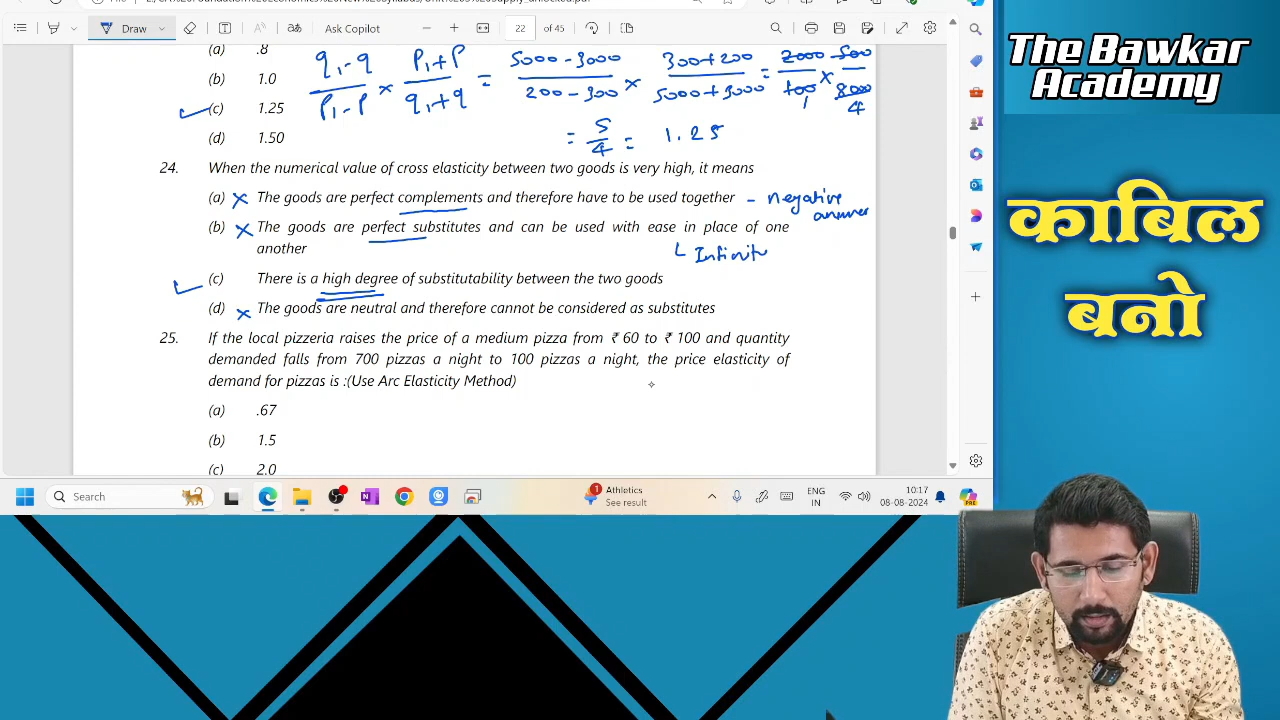 Draw
Ask Copilot
22
of 45
(a) .8
(b) 1.0
(c) 1.25
(d) 1.50
q₁-q / p₁-p × p₁+p / q₁+q = 5000-3000 / 200-300 × 300+200 / 5000+3000 = 2000 / 100 1 × 500 / 8000 4
= 5/4 = 1.25
24. When the numerical value of cross elasticity between two goods is very high, it means
(a) × The goods are perfect complements and therefore have to be used together - negative answer
(b) × The goods are perfect substitutes and can be used with ease in place of one
another
Infinite
(c) There is a high degree of substitutability between the two goods
(d) × The goods are neutral and therefore cannot be considered as substitutes
25. If the local pizzeria raises the price of a medium pizza from ₹ 60 to ₹ 100 and quantity
demanded falls from 700 pizzas a night to 100 pizzas a night, the price elasticity of
demand for pizzas is :(Use Arc Elasticity Method)
(a) .67
(b) 1.5
(c) 2.0
Search
1
Athletics
See result
ENG
IN
10:17
08-08-2024
PRE
The Bawkar
Academy
काबिल
बनो